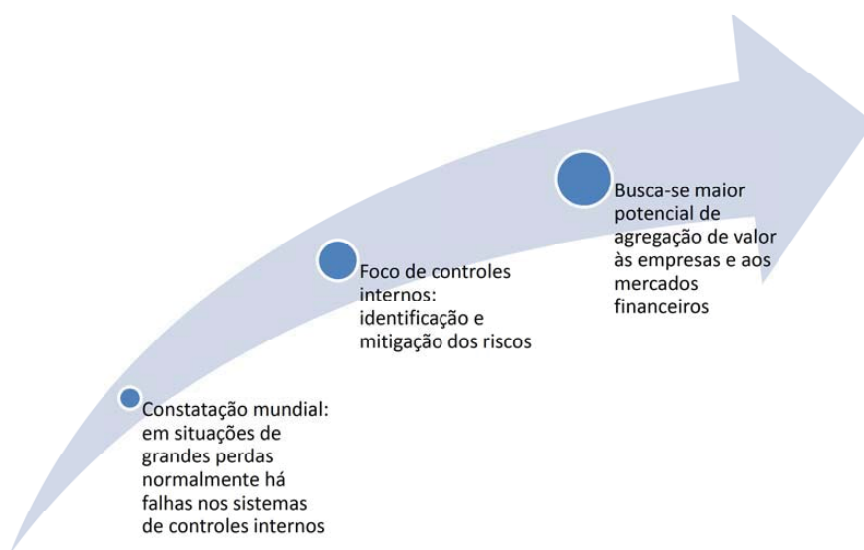 Constatação mundial:
em situações de
grandes perdas
normalmente há
falhas nos sistemas
de controles internos
Foco de controles
internos:
identificação e
mitigação dos riscos
Busca-se maior
potencial de
agregação de valor
às empresas e aos
mercados
financeiros